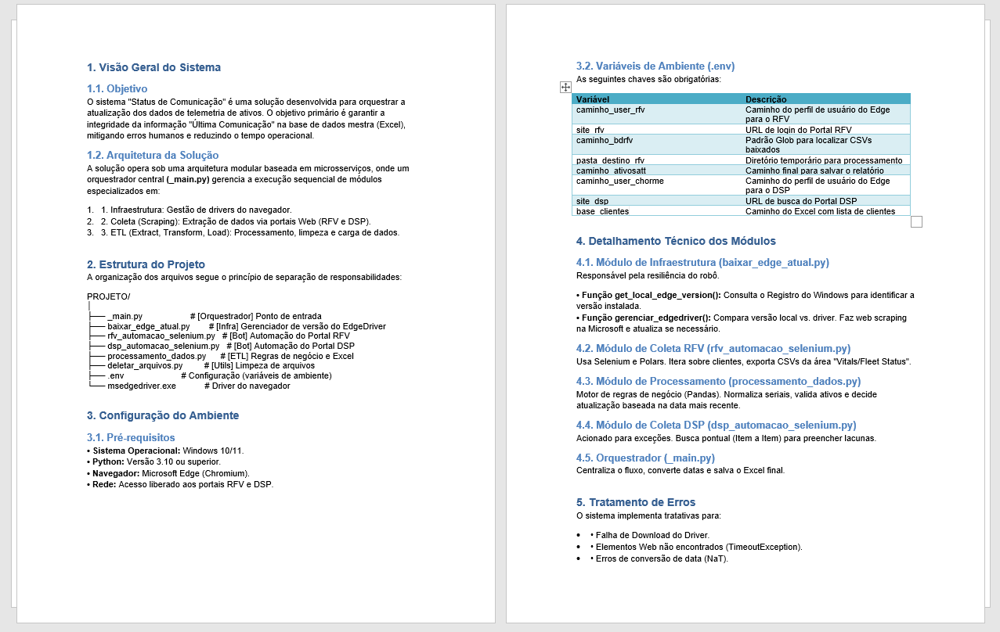 1. Visão Geral do Sistema
1.1. Objetivo
O sistema "Status de Comunicação" é uma solução desenvolvida para orquestrar a
atualização dos dados de telemetria de ativos. O objetivo primário é garantir a
integridade da informação "Última Comunicação" na base de dados mestra (Excel),
mitigando erros humanos e reduzindo o tempo operacional.
1.2. Arquitetura da Solução
A solução opera sob uma arquitetura modular baseada em microsserviços, onde um
orquestrador central (_main.py) gerencia a execução sequencial de módulos
especializados em:
1. 1. Infraestrutura: Gestão de drivers do navegador.
2. 2. Coleta (Scraping): Extração de dados via portais Web (RFV e DSP).
3. 3. ETL (Extract, Transform, Load): Processamento, limpeza e carga de dados.
2. Estrutura do Projeto
A organização dos arquivos segue o princípio de separação de responsabilidades:
PROJETO/
│
├── _main.py # [Orquestrador] Ponto de entrada
├── baixar_edge_atual.py # [Infra] Gerenciador de versão do EdgeDriver
├── rfv_automacao_selenium.py # [Bot] Automação do Portal RFV
├── dsp_automacao_selenium.py # [Bot] Automação do Portal DSP
├── processamento_dados.py # [ETL] Regras de negócio e Excel
├── deletar_arquivos.py # [Utils] Limpeza de arquivos
├── .env # Configuração (variáveis de ambiente)
└── msedgedriver.exe # Driver do navegador
3. Configuração do Ambiente
3.1. Pré-requisitos
• Sistema Operacional: Windows 10/11.
• Python: Versão 3.10 ou superior.
• Navegador: Microsoft Edge (Chromium).
• Rede: Acesso liberado aos portais RFV e DSP.
3.2. Variáveis de Ambiente (.env)
As seguintes chaves são obrigatórias:
Variável Descrição
caminho_user_rfv Caminho do perfil de usuário do Edge
para o RFV
site_rfv URL de login do Portal RFV
caminho_bdrfv Padrão Glob para localizar CSVs
baixados
pasta_destino_rfv Diretório temporário para processamento
caminho_ativosatt Caminho final para salvar o relatório
caminho_user_chorme Caminho do perfil de usuário do Edge
para o DSP
site_dsp URL de busca do Portal DSP
base_clientes Caminho do Excel com lista de clientes
4. Detalhamento Técnico dos Módulos
4.1. Módulo de Infraestrutura (baixar_edge_atual.py)
Responsável pela resiliência do robô.
• Função get_local_edge_version(): Consulta o Registro do Windows para identificar a
versão instalada.
• Função gerenciar_edgedriver(): Compara versão local vs. driver. Faz web scraping
na Microsoft e atualiza se necessário.
4.2. Módulo de Coleta RFV (rfv_automacao_selenium.py)
Usa Selenium e Polars. Itera sobre clientes, exporta CSVs da área "Vitals/Fleet Status".
4.3. Módulo de Processamento (processamento_dados.py)
Motor de regras de negócio (Pandas). Normaliza seriais, valida ativos e decide
atualização baseada na data mais recente.
4.4. Módulo de Coleta DSP (dsp_automacao_selenium.py)
Acionado para exceções. Busca pontual (Item a Item) para preencher lacunas.
4.5. Orquestrador (_main.py)
Centraliza o fluxo, converte datas e salva o Excel final.
5. Tratamento de Erros
O sistema implementa tratativas para:
• • Falha de Download do Driver.
• • Elementos Web não encontrados (TimeoutException).
• • Erros de conversão de data (NaT).